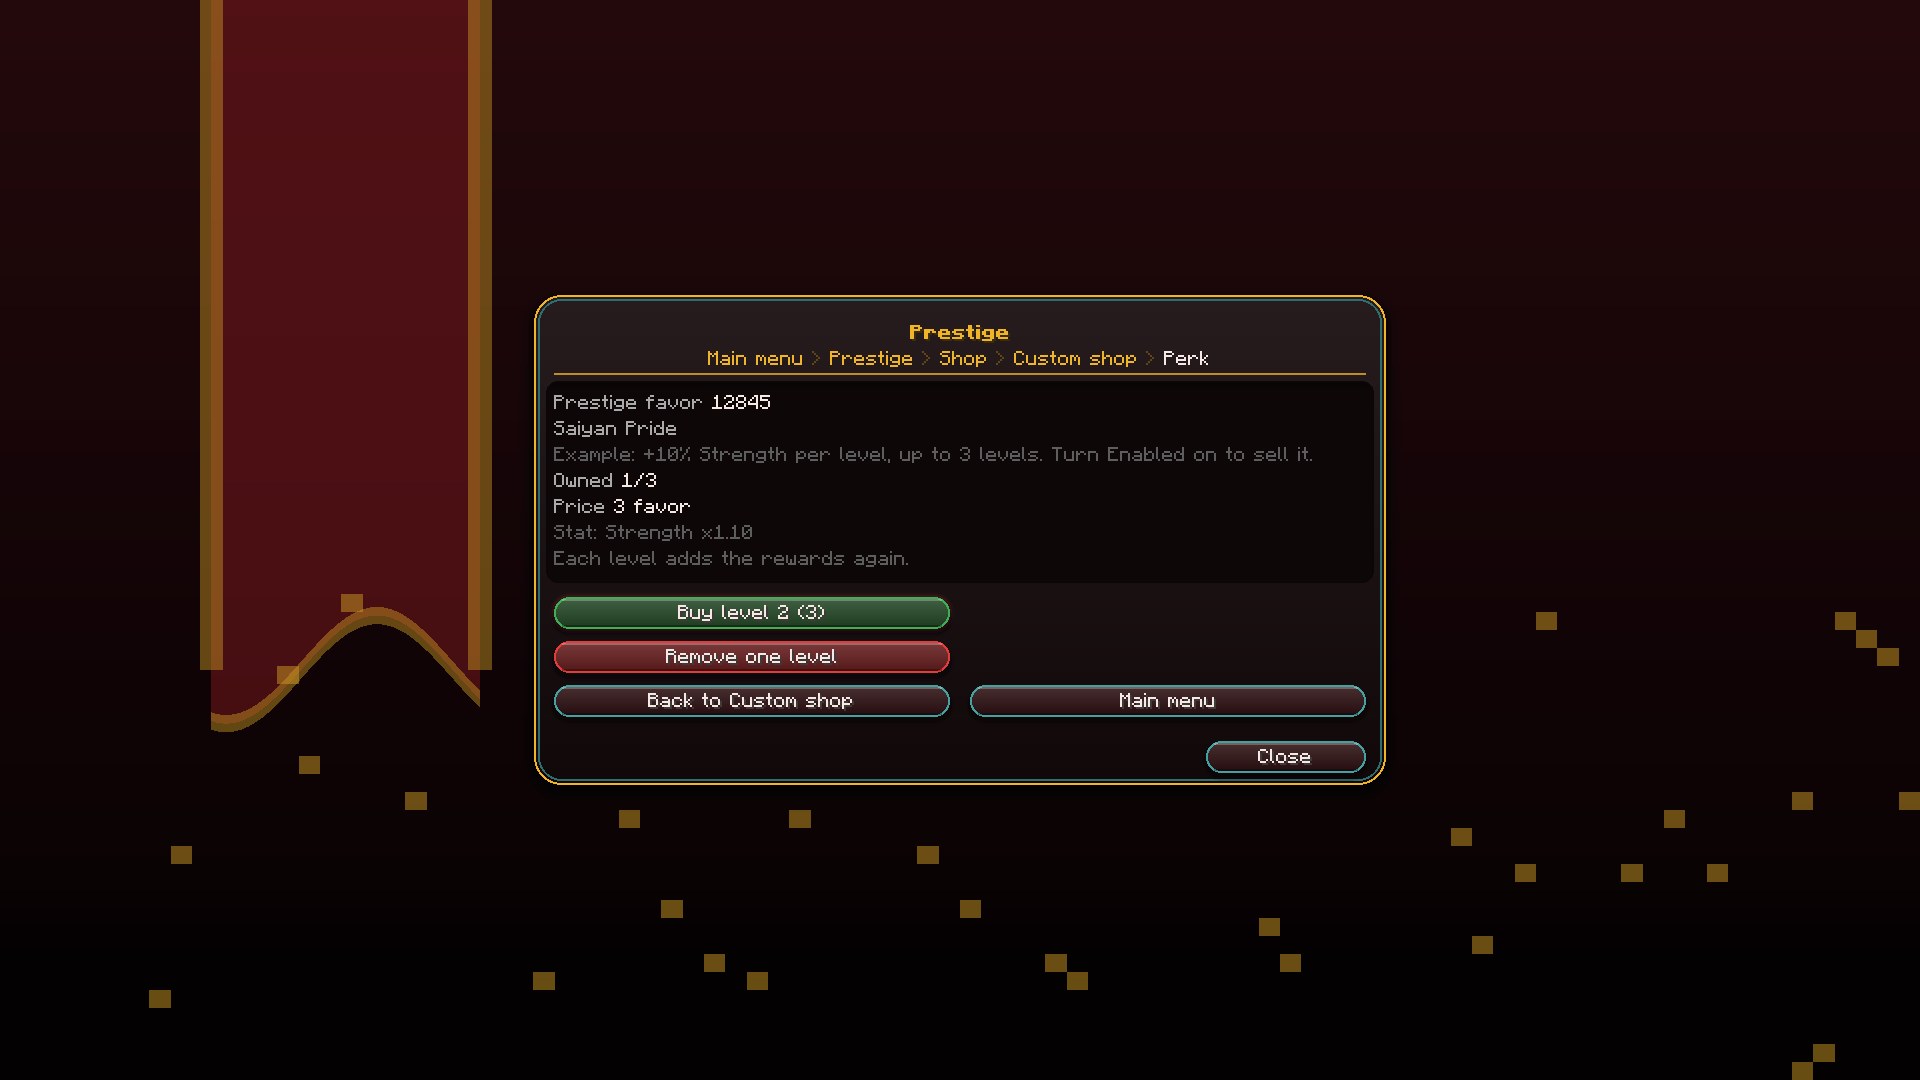 Prestige
Main menu > Prestige > Shop > Custom shop > Perk
Prestige favor 12845
Saiyan Pride
Example: +10% Strength per level, up to 3 levels. Turn Enabled on to sell it.
Owned 1/3
Price 3 favor
Stat: Strength x1.10
Each level adds the rewards again.
Buy level 2 (3)
Remove one level
Back to Custom shop
Main menu
Close